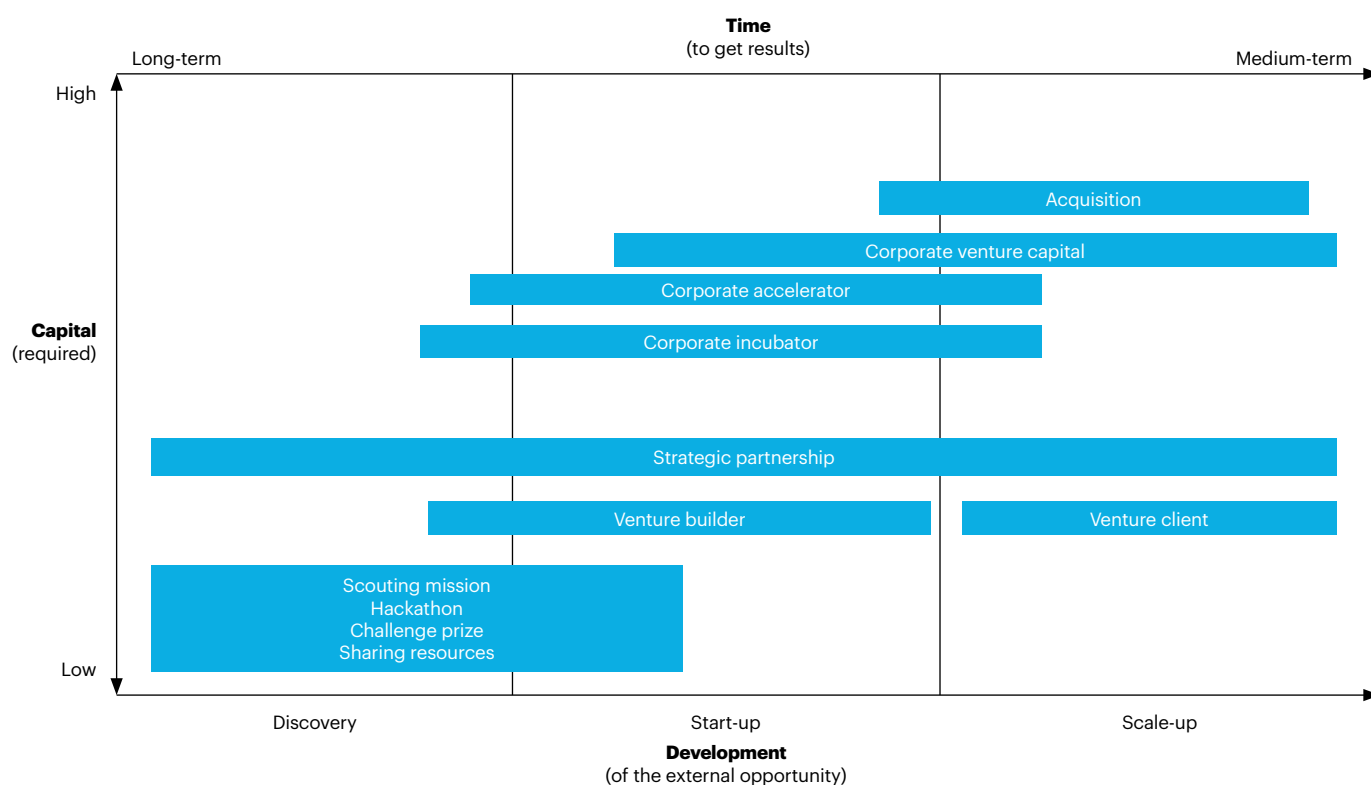 Time
(to get results)
Long-term
Medium-term
High
Acquisition
Corporate venture capital
Corporate accelerator
Capital
(required)
Corporate incubator
Strategic partnership
Venture builder
Venture client
Scouting mission
Hackathon
Challenge prize
Sharing resources
Low
Discovery
Start-up
Scale-up
Development
(of the external opportunity)